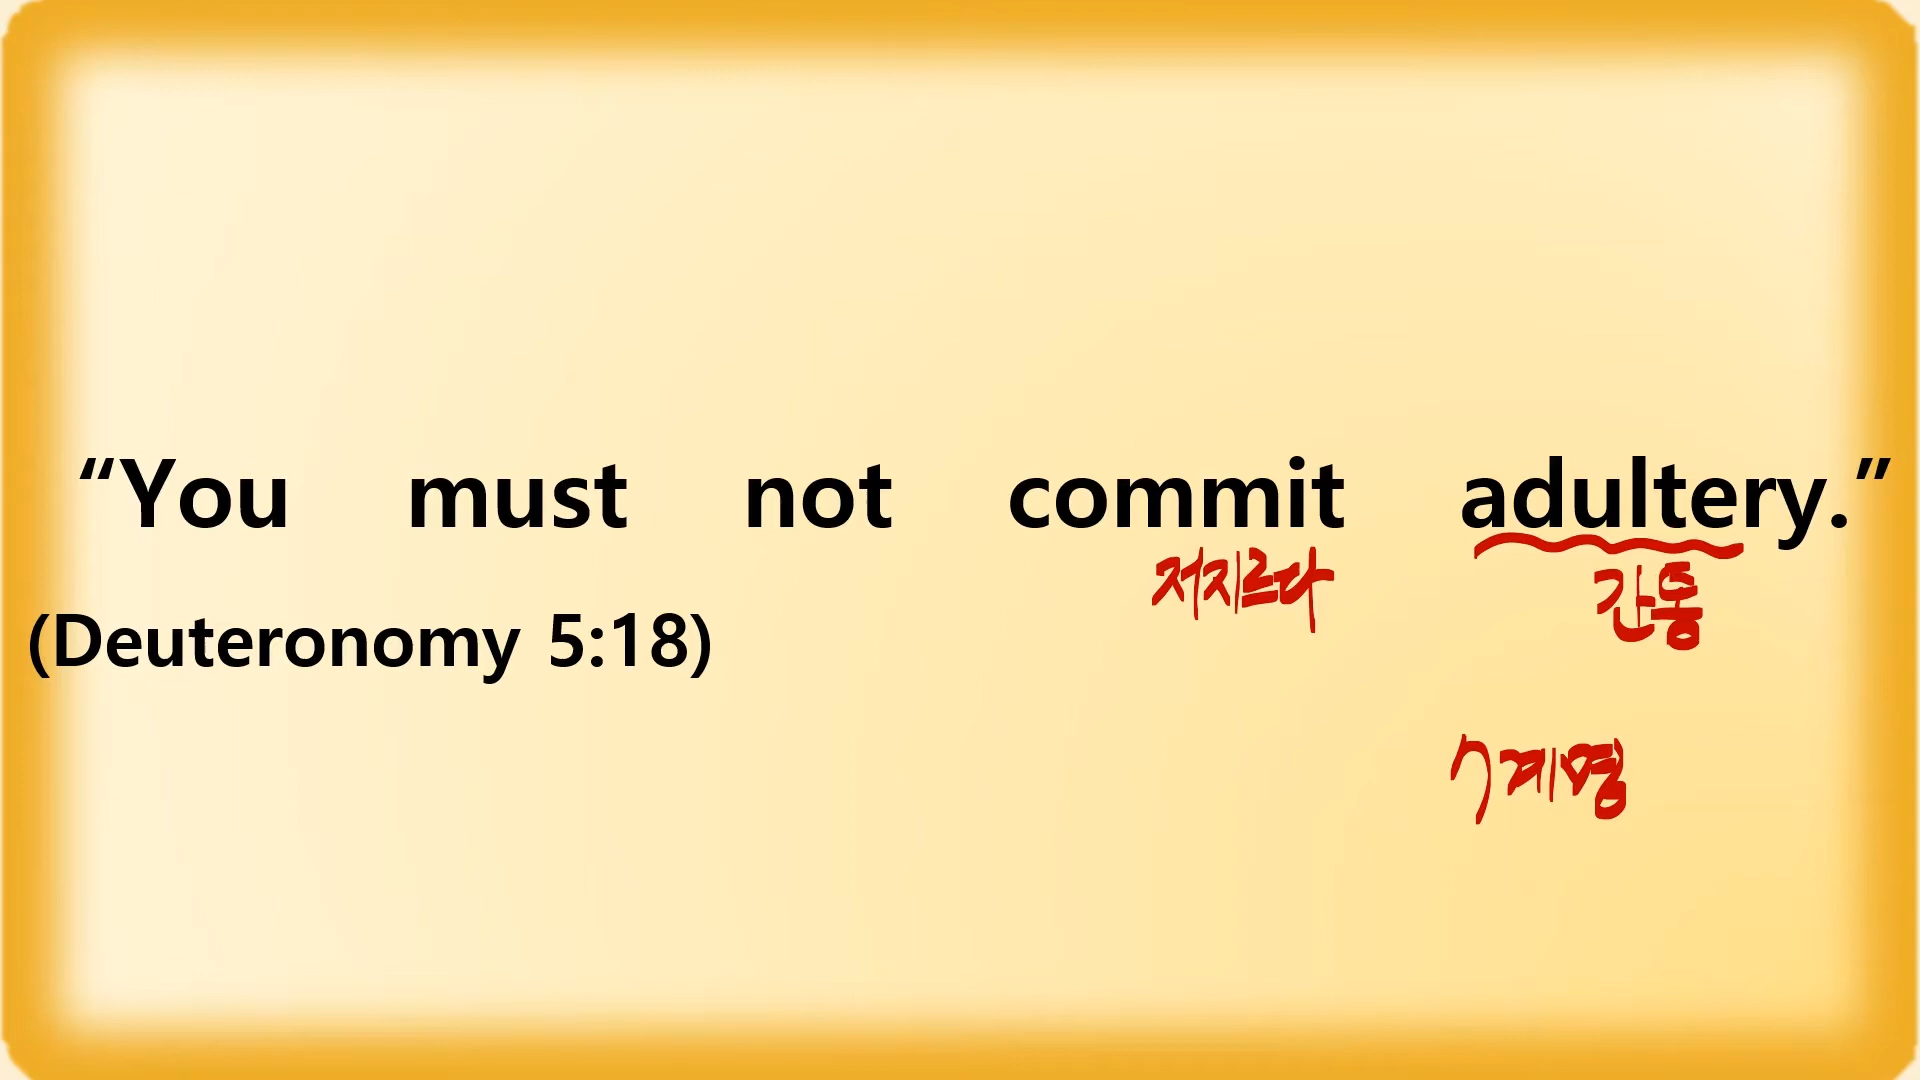 “You must not commit adultery.”
저지르다 간통
(Deuteronomy 5:18)
7계명